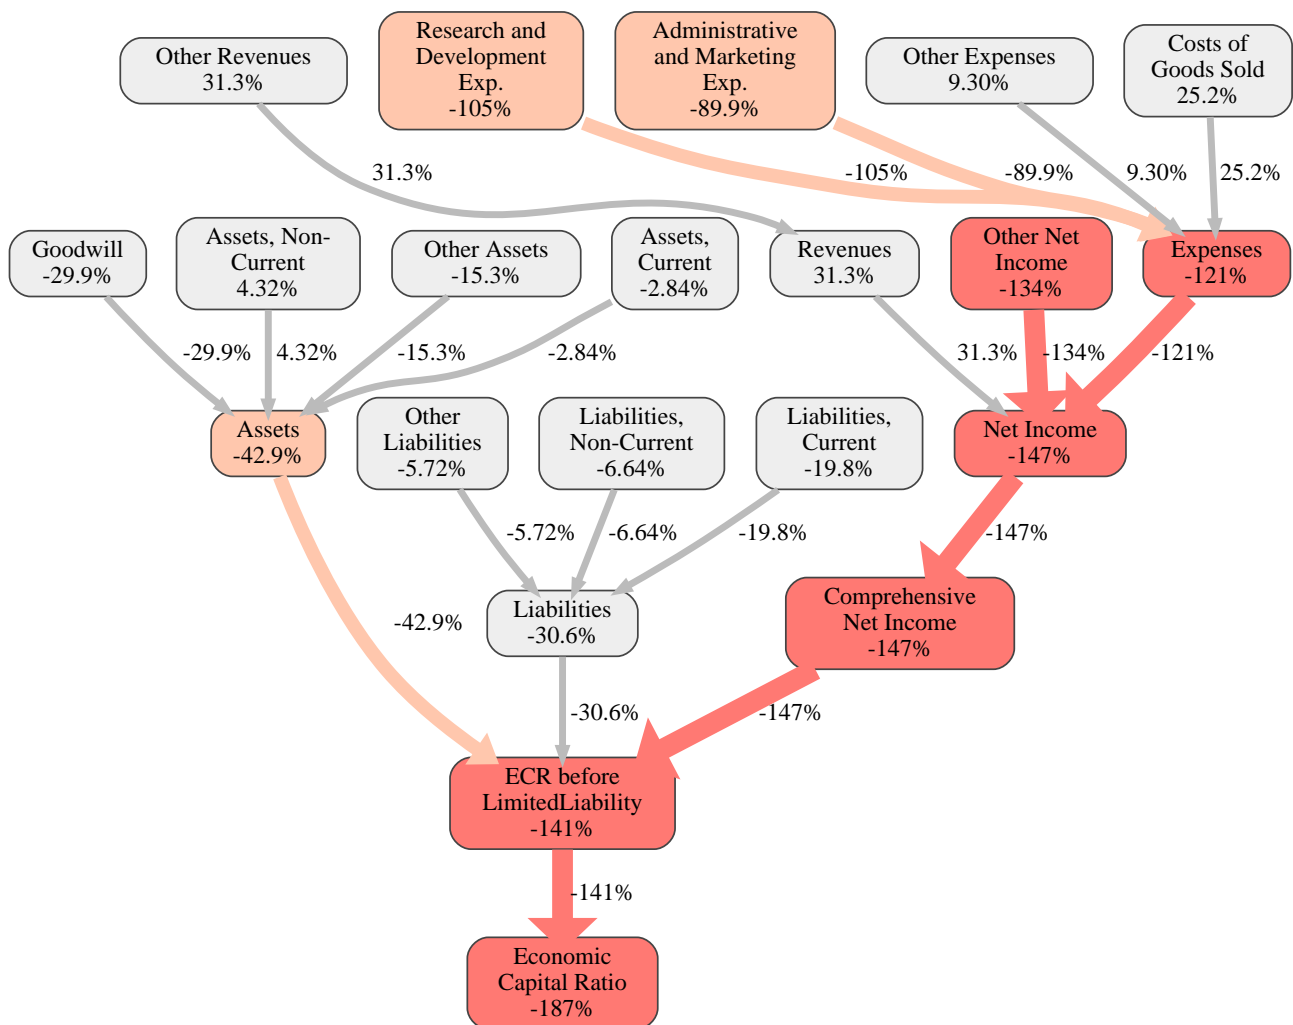 Other Revenues
31.3%
Research and
Development
Exp.
-105%
Administrative
and Marketing
Exp.
-89.9%
Other Expenses
9.30%
Costs of
Goods Sold
25.2%
31.3%
-105%
-89.9%
9.30%
25.2%
Goodwill
-29.9%
Assets, Non-
Current
4.32%
Other Assets
-15.3%
Assets,
Current
-2.84%
Revenues
31.3%
Other Net
Income
-134%
Expenses
-121%
-29.9%
4.32%
-15.3%
-2.84%
31.3%
-134%
-121%
Assets
-42.9%
Other
Liabilities
-5.72%
Liabilities,
Non-Current
-6.64%
Liabilities,
Current
-19.8%
Net Income
-147%
-5.72%
-6.64%
-19.8%
-147%
-42.9%
Liabilities
-30.6%
Comprehensive
Net Income
-147%
-30.6%
-147%
ECR before
LimitedLiability
-141%
-141%
Economic
Capital Ratio
-187%